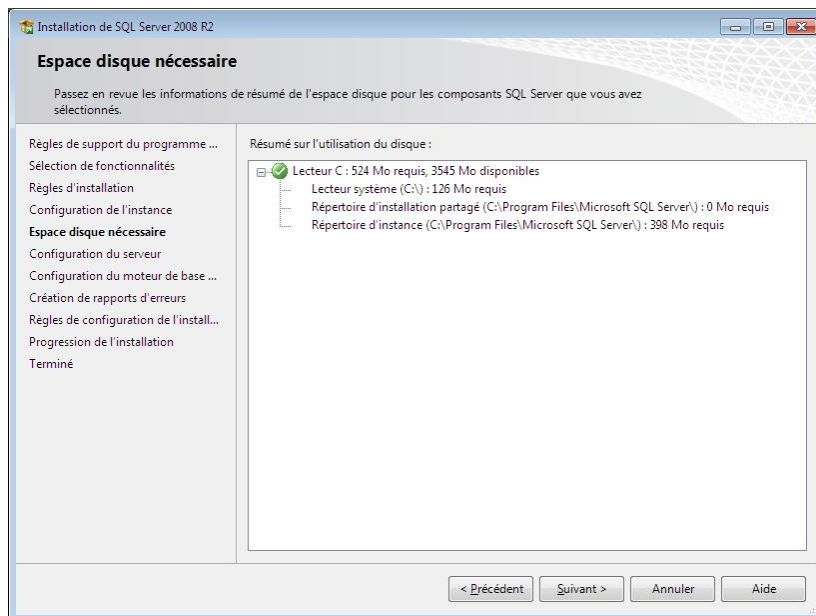 Installation de SQL Server 2008 R2
Espace disque nécessaire
Passez en revue les informations de résumé de l'espace disque pour les composants SQL Server que vous avez
sélectionnés.
Règles de support du programme ...
Sélection de fonctionnalités
Règles d'installation
Configuration de l'instance
Espace disque nécessaire
Configuration du serveur
Configuration du moteur de base ...
Création de rapports d'erreurs
Règles de configuration de l'install...
Progression de l'installation
Terminé
Résumé sur l'utilisation du disque :
Lecteur C : 524 Mo requis, 3545 Mo disponibles
Lecteur système (C:\) : 126 Mo requis
Répertoire d'installation partagé (C:\Program Files\Microsoft SQL Server\) : 0 Mo requis
Répertoire d'instance (C:\Program Files\Microsoft SQL Server\) : 398 Mo requis
< Précédent
Suivant >
Annuler
Aide